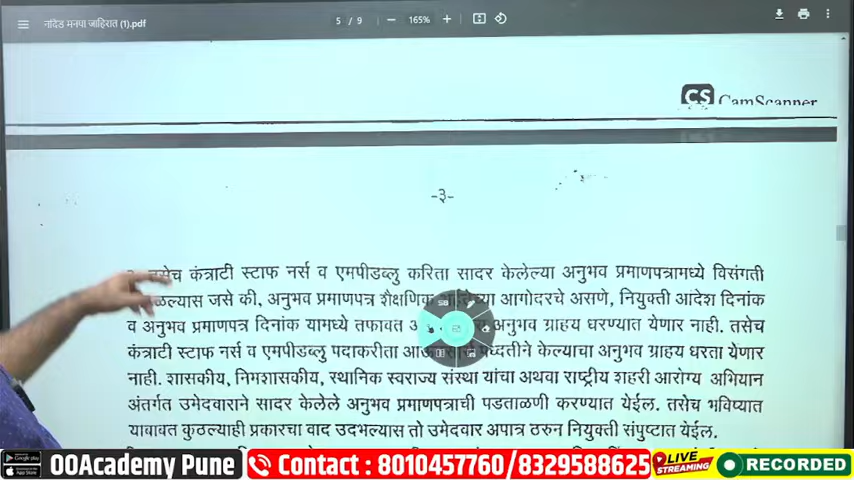 नांदेड मनपा जाहिरात (1).pdf
5 / 9
165%
CS CamScanner
-३-
तसेच कंत्राटी स्टाफ नर्स व एमपीडब्लु करिता सादर केलेल्या अनुभव प्रमाणपत्रामध्ये विसंगती
जसे की, अनुभव प्रमाणपत्र शैक्षणिक आगोदरचे असणे, नियुक्ती आदेश दिनांक
व अनुभव प्रमाणपत्र दिनांक यामध्ये तफावत अनुभव ग्राहय धरण्यात येणार नाही. तसेच
कंत्राटी स्टाफ नर्स व एमपीडब्लु पदाकरीता पध्दतीने केल्याचा अनुभव ग्राहय धरता येणार
नाही. शासकीय, निमशासकीय, स्थानिक स्वराज्य संस्था यांचा अथवा राष्ट्रीय शहरी आरोग्य अभियान
अंतर्गत उमेदवाराने सादर केलेले अनुभव प्रमाणपत्राची पडताळणी करण्यात येईल. तसेच भविष्यात
याबाबत कुठल्याही प्रकारचा वाद उदभल्यास तो उमेदवार अपात्र ठरुन नियुक्ती संपुष्टात येईल.
00Academy Pune Contact : 8010457760/8329588625 LIVE STREAMING RECORDED